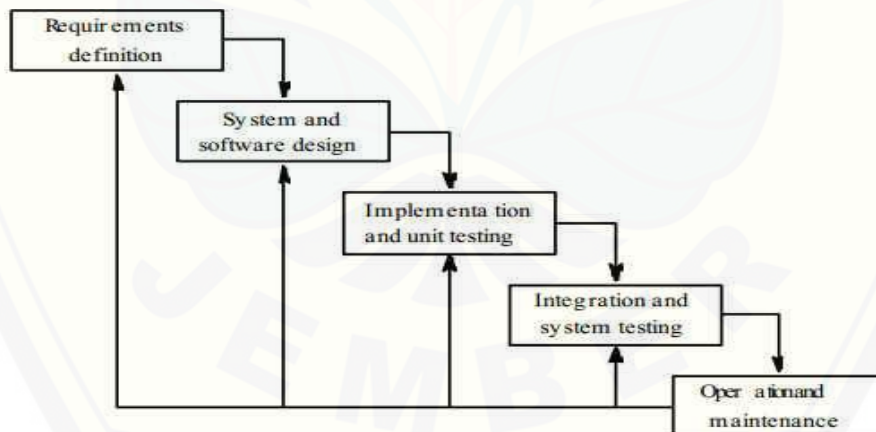 Requirements
definition
System and
software design
Implementation
and unit testing
Integration and
system testing
Operationand
maintenance
JEMBER